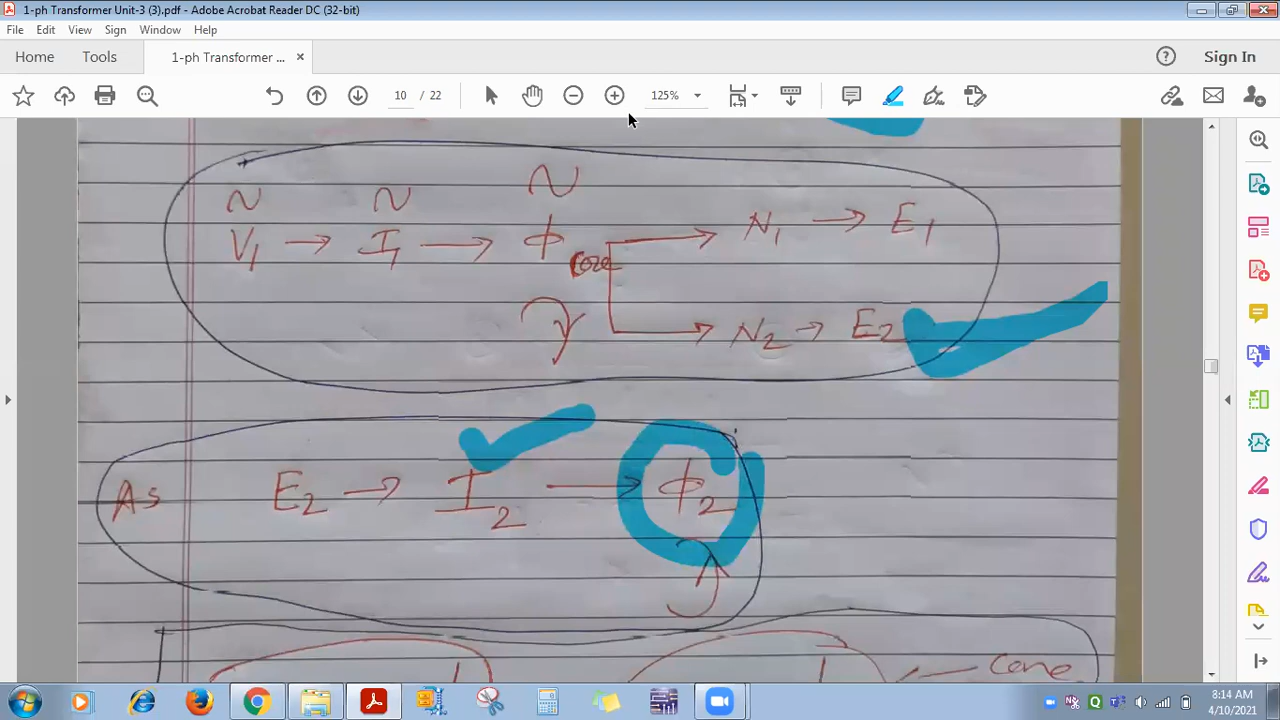 1-ph Transformer Unit-3 (3).pdf - Adobe Acrobat Reader DC (32-bit)
File Edit View Sign Window Help
Home Tools 1-ph Transformer ... × Sign In
10 / 22 125%
~ ~ ~
V1 → I1 → ϕcore → N1 → E1
→ N2 → E2
As E2 → I2 → ϕ2
← Core
8:14 AM
4/10/2021